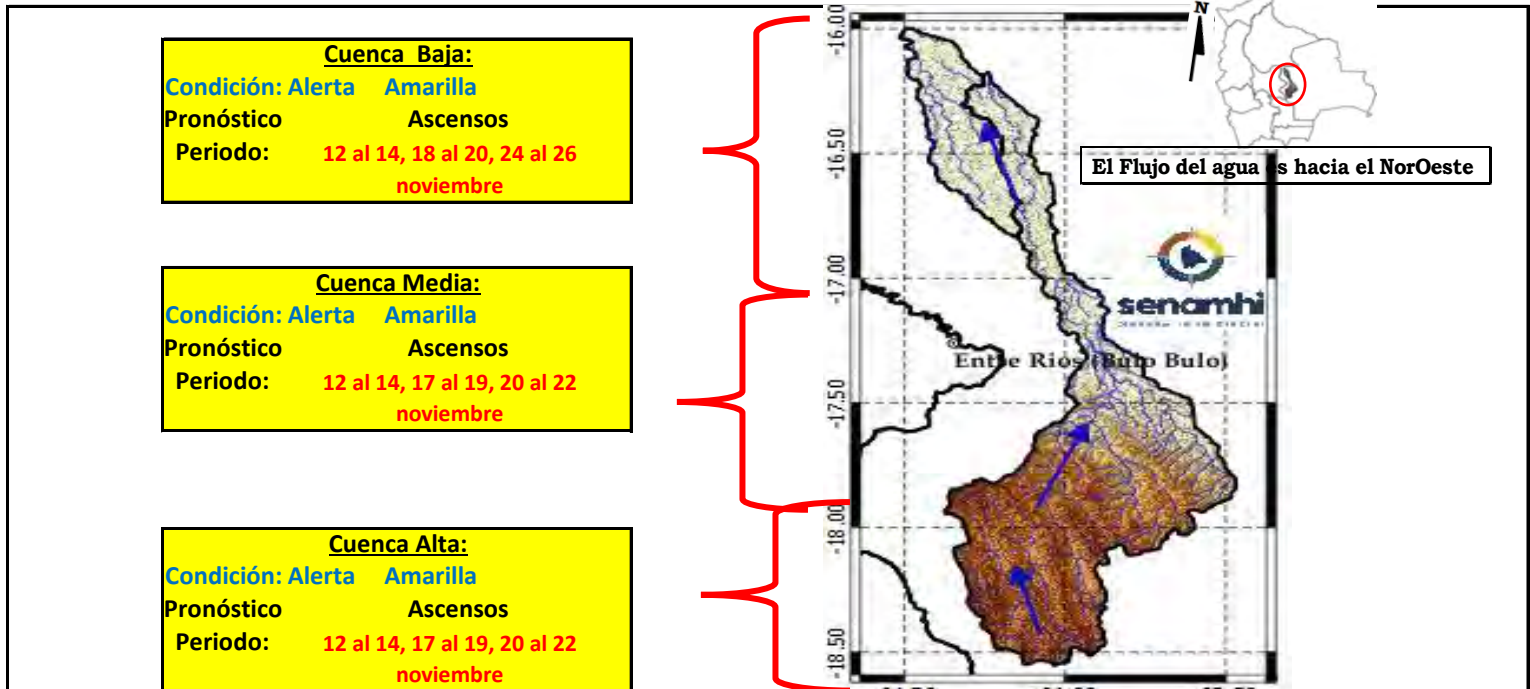 Cuenca Baja:
Condición: Alerta Amarilla
Pronóstico Ascensos
Periodo: 12 al 14, 18 al 20, 24 al 26
noviembre
Cuenca Media:
Condición: Alerta Amarilla
Pronóstico Ascensos
Periodo: 12 al 14, 17 al 19, 20 al 22
noviembre
Cuenca Alta:
Condición: Alerta Amarilla
Pronóstico Ascensos
Periodo: 12 al 14, 17 al 19, 20 al 22
noviembre
N
El Flujo del agua es hacia el NorOeste
senamhi
Entre Rios (Bulo Bulo)
-16.00
-16.50
-17.00
-17.50
-18.00
-18.50